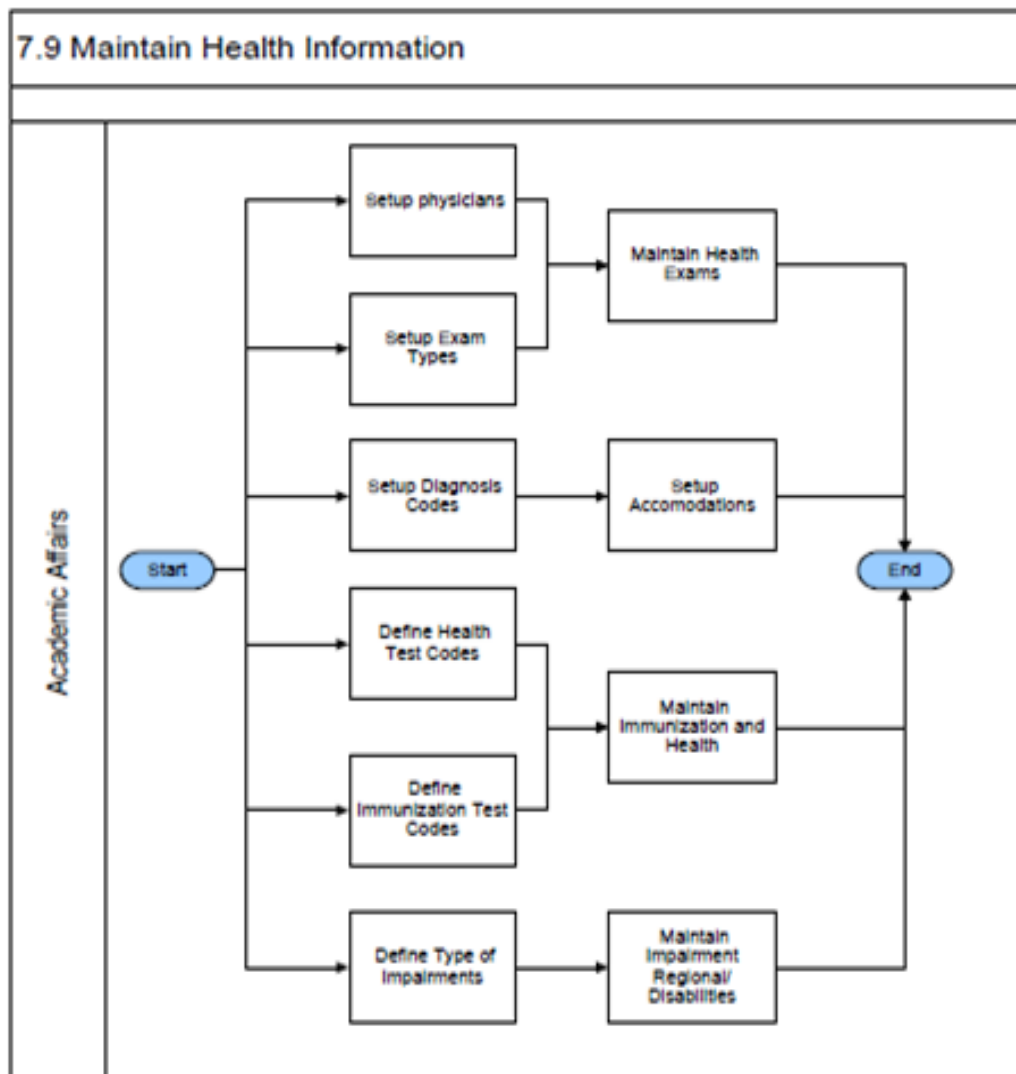 7.9 Maintain Health Information
Academic Affairs
Start
Setup physicians
Setup Exam
Types
Setup Diagnosis
Codes
Define Health
Test Codes
Define
Immunization Test
Codes
Define Type of
Impairments
Maintain Health
Exams
Setup
Accomodations
Maintain
Immunization and
Health
Maintain
Impairment
Regional/
Disabilities
End